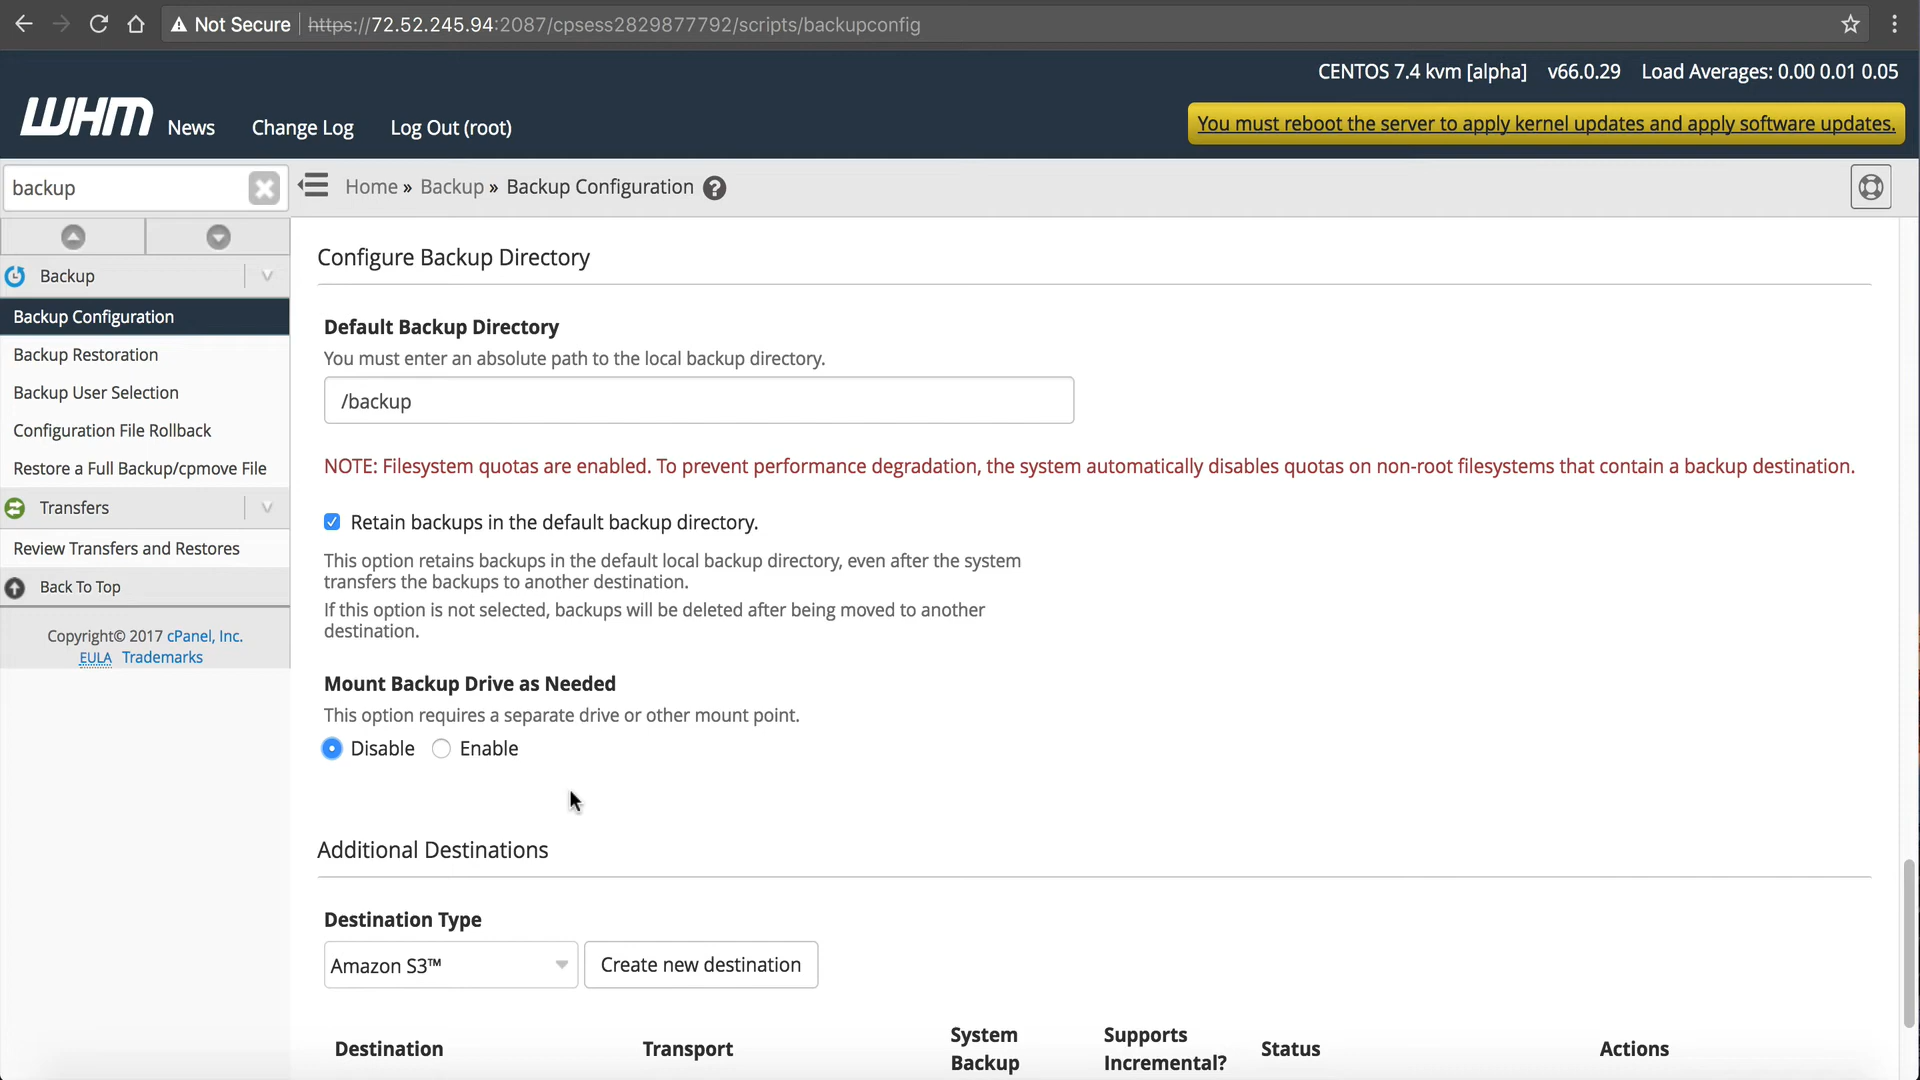 Not Secure https://72.52.245.94:2087/cpsess2829877792/scripts/backupconfig
CENTOS 7.4 kvm [alpha] v66.0.29 Load Averages: 0.00 0.01 0.05
WHM News Change Log Log Out (root)
You must reboot the server to apply kernel updates and apply software updates.
backup
Home » Backup » Backup Configuration ?
Backup
Backup Configuration
Backup Restoration
Backup User Selection
Configuration File Rollback
Restore a Full Backup/cpmove File
Transfers
Review Transfers and Restores
Back To Top
Copyright© 2017 cPanel, Inc.
EULA Trademarks
Configure Backup Directory
Default Backup Directory
You must enter an absolute path to the local backup directory.
/backup
NOTE: Filesystem quotas are enabled. To prevent performance degradation, the system automatically disables quotas on non-root filesystems that contain a backup destination.
Retain backups in the default backup directory.
This option retains backups in the default local backup directory, even after the system
transfers the backups to another destination.
If this option is not selected, backups will be deleted after being moved to another
destination.
Mount Backup Drive as Needed
This option requires a separate drive or other mount point.
Disable Enable
Additional Destinations
Destination Type
Amazon S3™ Create new destination
Destination Transport System Backup Supports Incremental? Status Actions